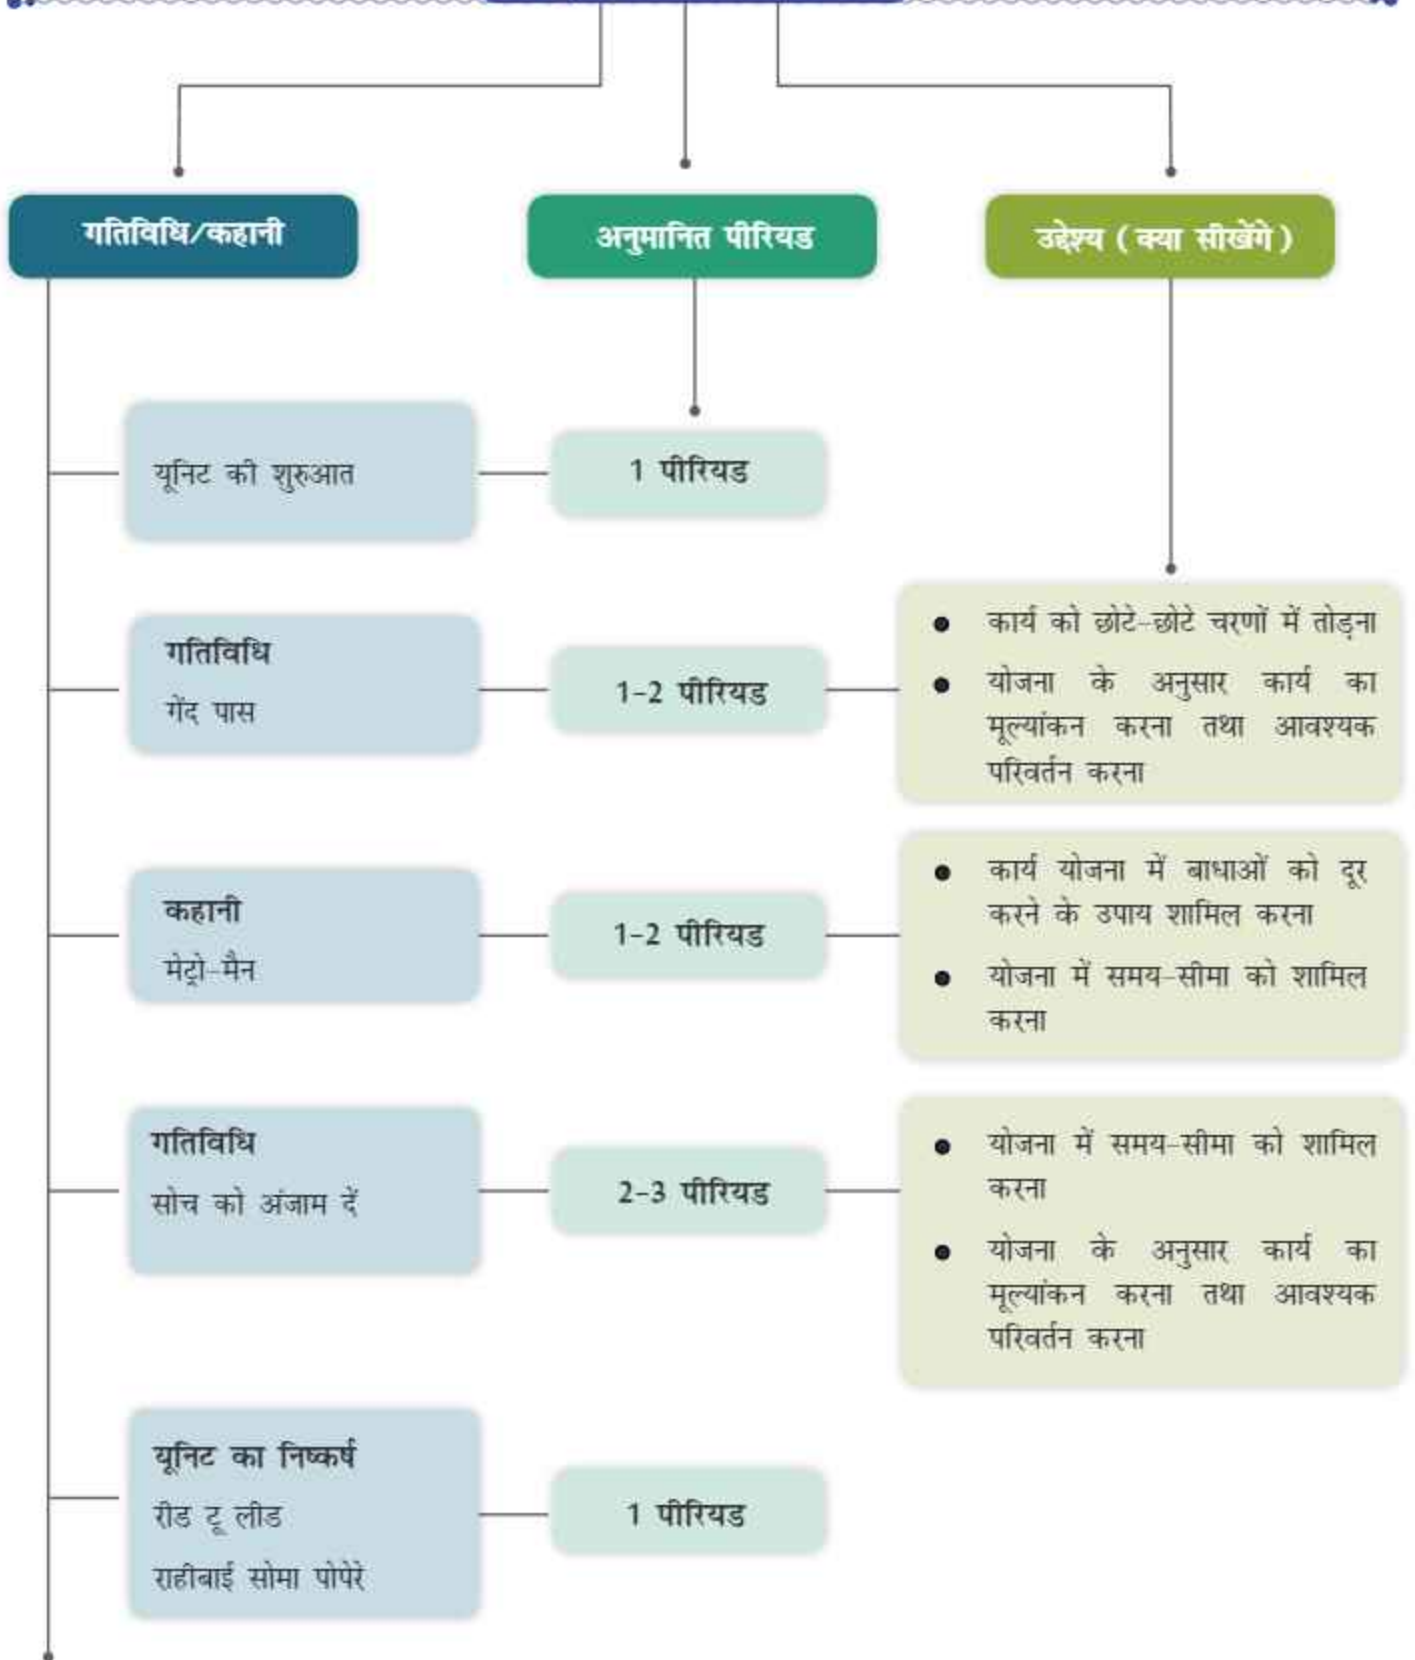 गतिविधि/कहानी
अनुमानित पीरियड
उद्देश्य ( क्या सीखेंगे )
यूनिट की शुरुआत
1 पीरियड
गतिविधि
गेंद पास
1-2 पीरियड
● कार्य को छोटे-छोटे चरणों में तोड़ना
● योजना के अनुसार कार्य का
मूल्यांकन करना तथा आवश्यक
परिवर्तन करना
कहानी
मेट्रो-मैन
1-2 पीरियड
● कार्य योजना में बाधाओं को दूर
करने के उपाय शामिल करना
● योजना में समय-सीमा को शामिल
करना
गतिविधि
सोच को अंजाम दें
2-3 पीरियड
● योजना में समय-सीमा को शामिल
करना
● योजना के अनुसार कार्य का
मूल्यांकन करना तथा आवश्यक
परिवर्तन करना
यूनिट का निष्कर्ष
रीड टू लीड
राहीबाई सोमा पोपेरे
1 पीरियड